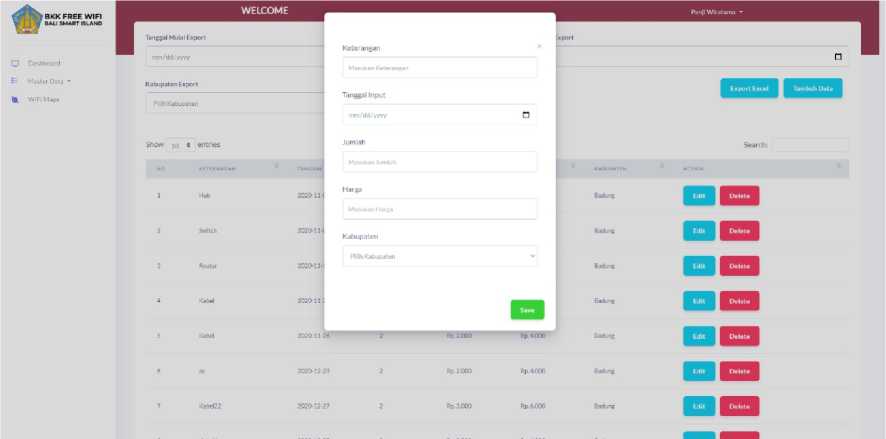 BKK FREE WIFI
BALI SMART ISLAND
WELCOME
Panji Wiratama
Dashboard
Master Data
WiFi Maps
Tanggal Mulai Export
Export
mm/dd/yyyy
Kabupaten Export
Pilih Kabupaten
Export Excel
Tambah Data
Show 10 entries
Search:
NO KETERANGAN TANGGAL KABUPATEN ACTION
1 Hub 2020-11- Badung Edit Delete
2 Switch 2020-11- Badung Edit Delete
3 Router 2020-11- Badung Edit Delete
4 Kabel 2020-11- Badung Edit Delete
5 Kabel 2020-11-26 2 Rp. 2.000 Rp. 4.000 Badung Edit Delete
6 2020-12-23 2 Rp. 2.000 Rp. 4.000 Badung Edit Delete
7 Kabel22 2020-12-27 2 Rp. 3.000 Rp. 6.000 Badung Edit Delete
×
Keterangan
Masukan Keterangan
Tanggal Input
mm/dd/yyyy
Jumlah
Masukan Jumlah
Harga
Masukan Harga
Kabupaten
Pilih Kabupaten
Save